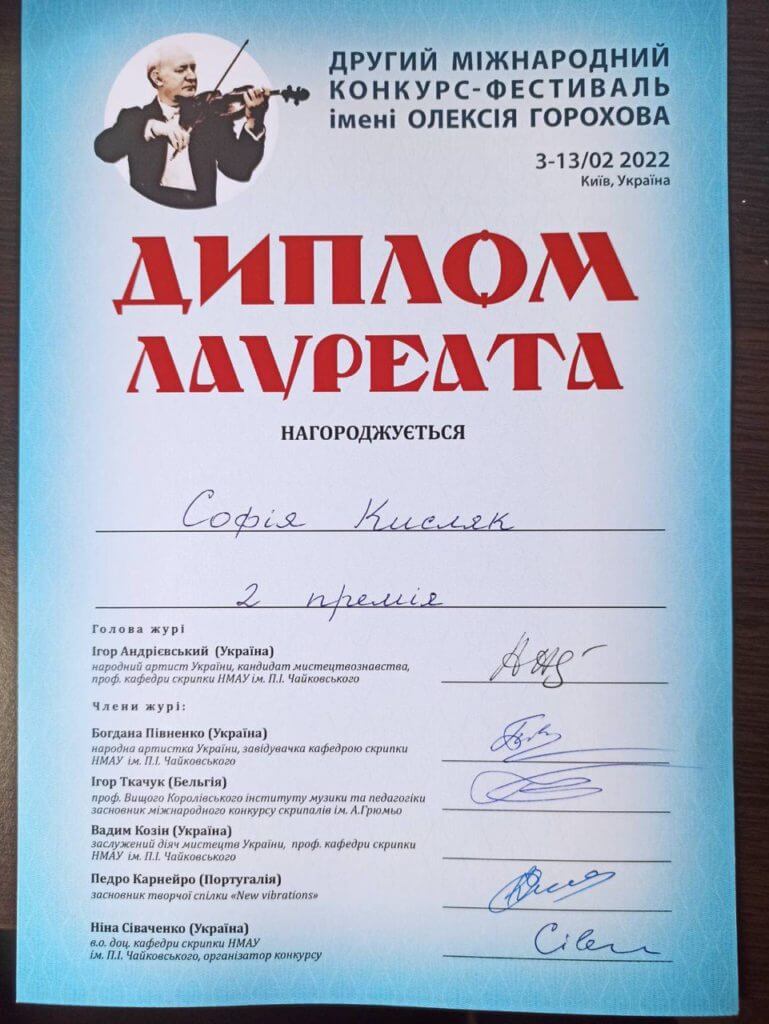 ДРУГИЙ МІЖНАРОДНИЙ
КОНКУРС-ФЕСТИВАЛЬ
імені ОЛЕКСІЯ ГОРОХОВА
3-13/02 2022
Київ, Україна
ДИПЛОМ
ЛАУРЕАТА
НАГОРОДЖУЄТЬСЯ
Софія Кисляк
2 премія
Голова журі
Ігор Андрієвський (Україна)
народний артист України, кандидат мистецтвознавства,
проф. кафедри скрипки НМАУ ім. П.І. Чайковського
Члени журі:
Богдана Півненко (Україна)
народна артистка України, завідувачка кафедрою скрипки
НМАУ ім. П.І. Чайковського
Ігор Ткачук (Бельгія)
проф. Вищого Королівського інституту музики та педагогіки
засновник міжнародного конкурсу скрипалів ім. А.Грюмьо
Вадим Козін (Україна)
заслужений діяч мистецтв України, проф. кафедри скрипки
НМАУ ім. П.І. Чайковського
Педро Карнейро (Португалія)
засновник творчої спілки «New vibrations»
Ніна Сіваченко (Україна)
в.о. доц. кафедри скрипки НМАУ
ім. П.І. Чайковського, організатор конкурсу